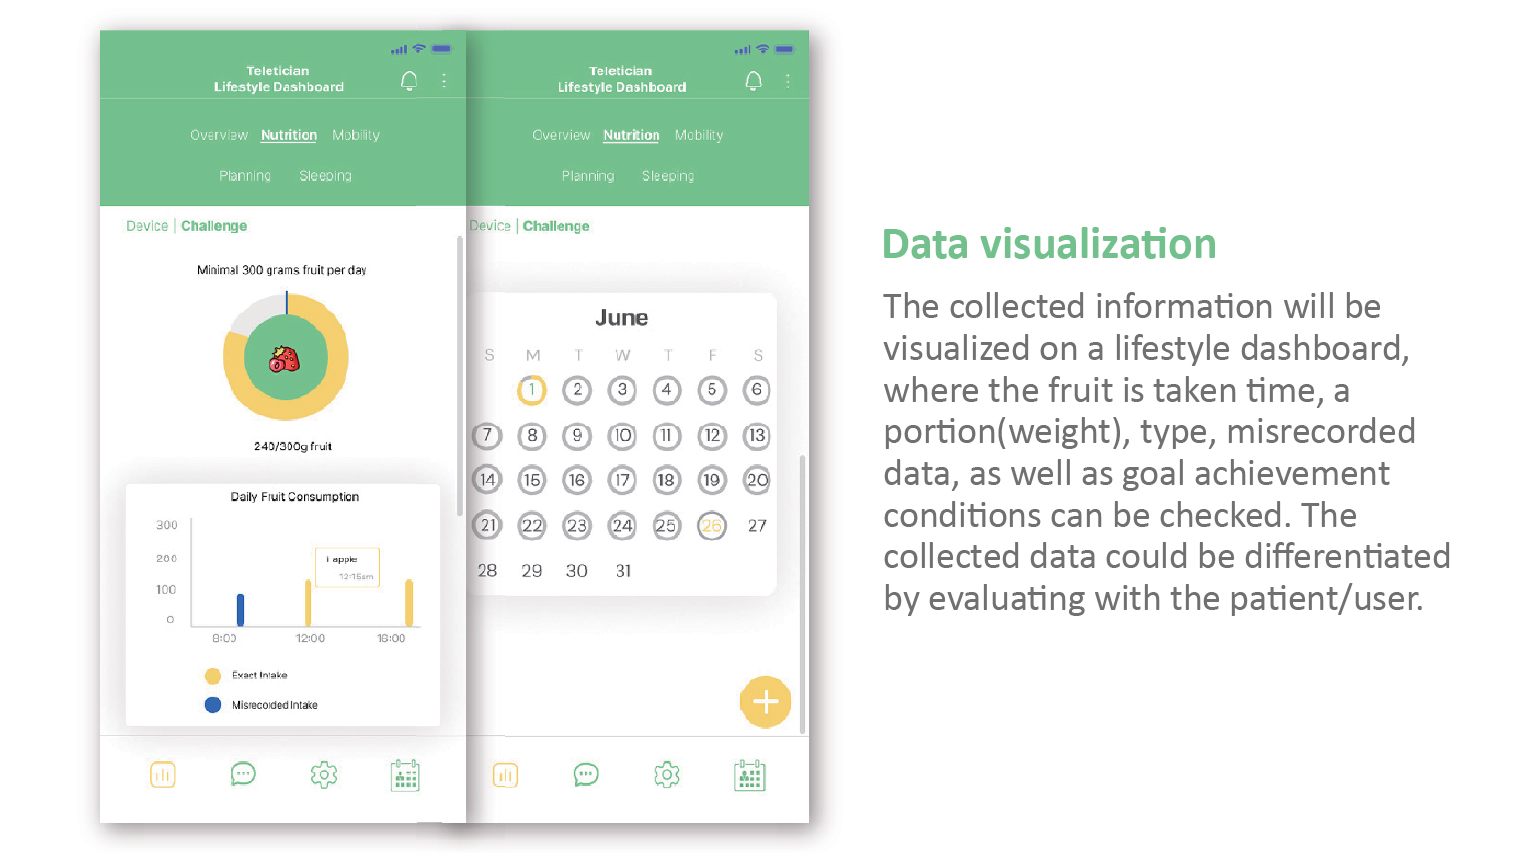 Teletician
Lifestyle Dashboard
Overview Nutrition Mobility
Planning Sleeping
Device | Challenge
Minimal 300 grams fruit per day
240/300g fruit
Daily Fruit Consumption
300
200
100
0
1 apple
12:15am
8:00 12:00 16:00
Exact Intake
Misrecorded Intake
Teletician
Lifestyle Dashboard
Overview Nutrition Mobility
Planning Sleeping
Device | Challenge
June
S M T W T F S
1 2 3 4 5 6
7 8 9 10 11 12 13
14 15 16 17 18 19 20
21 22 23 24 25 26 27
28 29 30 31
Data visualization
The collected information will be
visualized on a lifestyle dashboard,
where the fruit is taken time, a
portion(weight), type, misrecorded
data, as well as goal achievement
conditions can be checked. The
collected data could be differentiated
by evaluating with the patient/user.